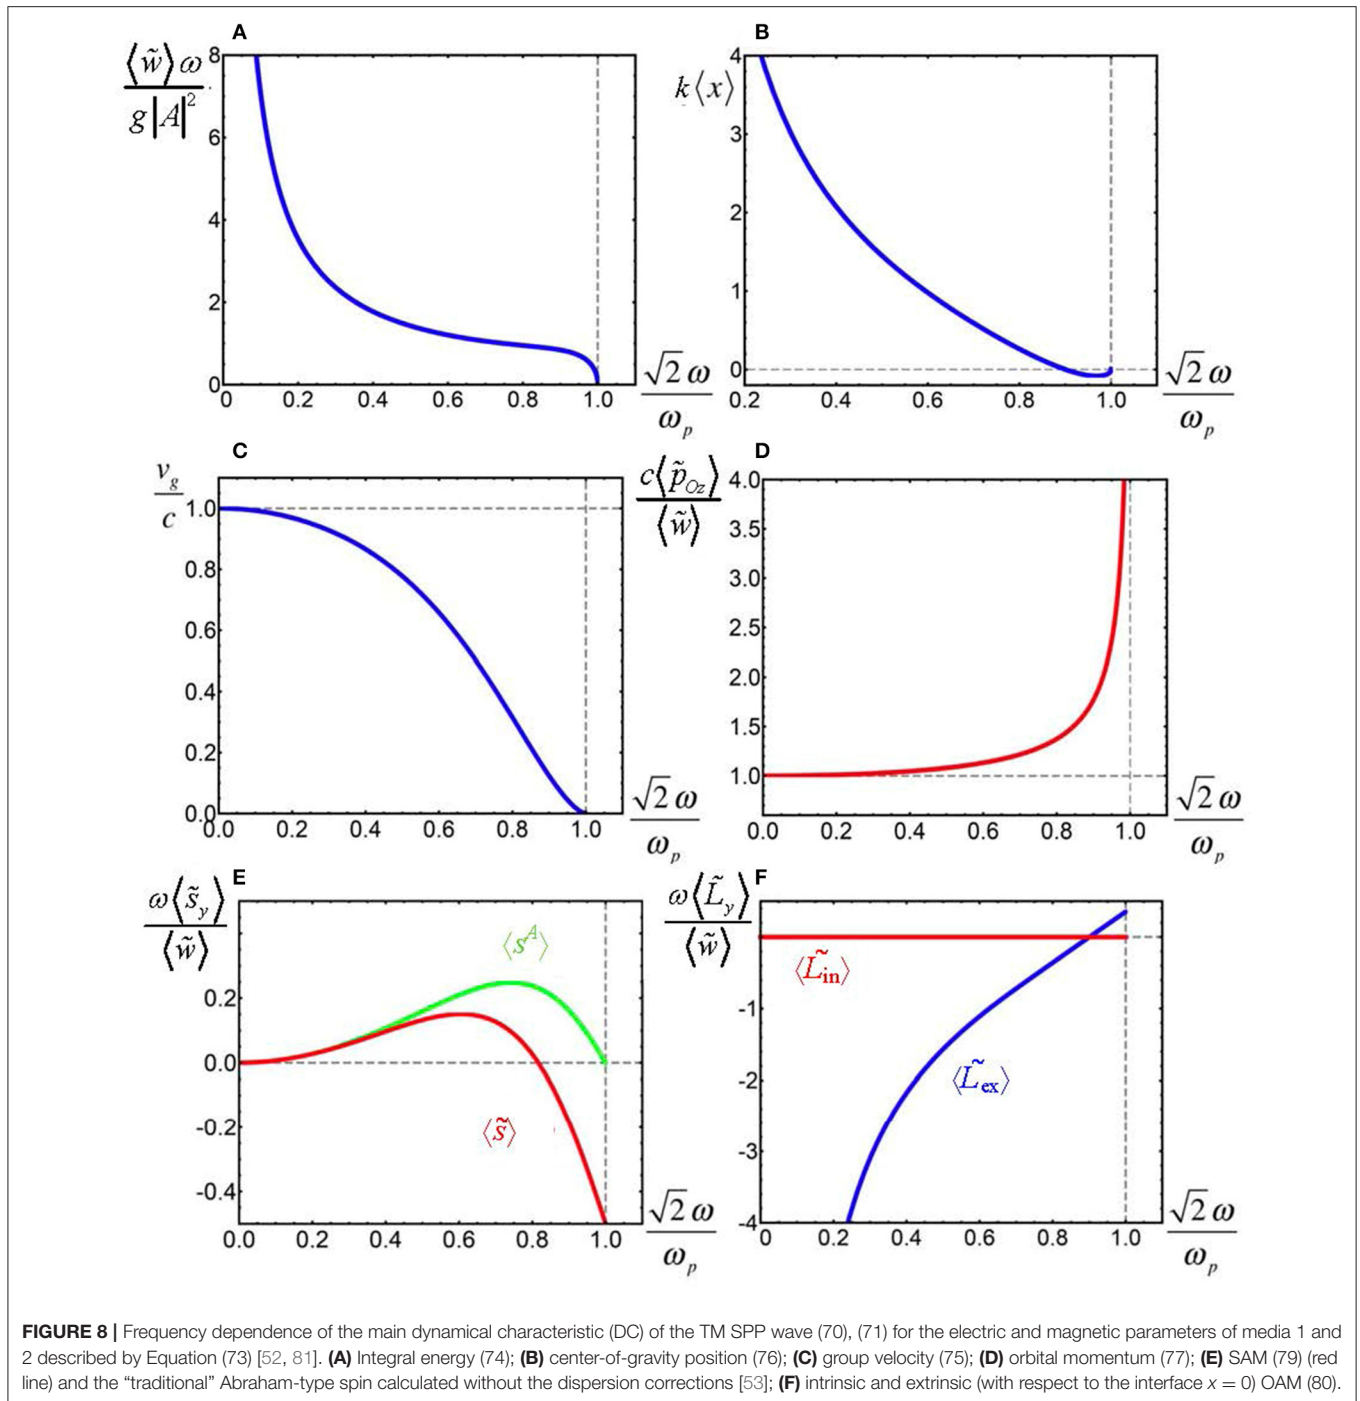 A
⟨w̃⟩ω
g|A|²
8
6
4
2
0
0 0.2 0.4 0.6 0.8 1.0
√2 ω
ω_p
B
k⟨x⟩
4
3
2
1
0
0.2 0.4 0.6 0.8 1.0
√2 ω
ω_p
C
v_g
c
1.0
0.8
0.6
0.4
0.2
0.0
0.0 0.2 0.4 0.6 0.8 1.0
√2 ω
ω_p
D
c⟨p̃_Oz⟩
⟨w̃⟩
4.0
3.5
3.0
2.5
2.0
1.5
1.0
0.0 0.2 0.4 0.6 0.8 1.0
√2 ω
ω_p
E
ω⟨s̃_y⟩
⟨w̃⟩
⟨s^A⟩
0.2
0.0
-0.2
⟨s̃⟩
-0.4
0.0 0.2 0.4 0.6 0.8 1.0
√2 ω
ω_p
F
ω⟨L̃_y⟩
⟨w̃⟩
⟨L̃_in⟩
-1
-2
⟨L̃_ex⟩
-3
-4
0 0.2 0.4 0.6 0.8 1.0
√2 ω
ω_p
FIGURE 8 | Frequency dependence of the main dynamical characteristic (DC) of the TM SPP wave (70), (71) for the electric and magnetic parameters of media 1 and
2 described by Equation (73) [52, 81]. (A) Integral energy (74); (B) center-of-gravity position (76); (C) group velocity (75); (D) orbital momentum (77); (E) SAM (79) (red
line) and the “traditional” Abraham-type spin calculated without the dispersion corrections [53]; (F) intrinsic and extrinsic (with respect to the interface x = 0) OAM (80).